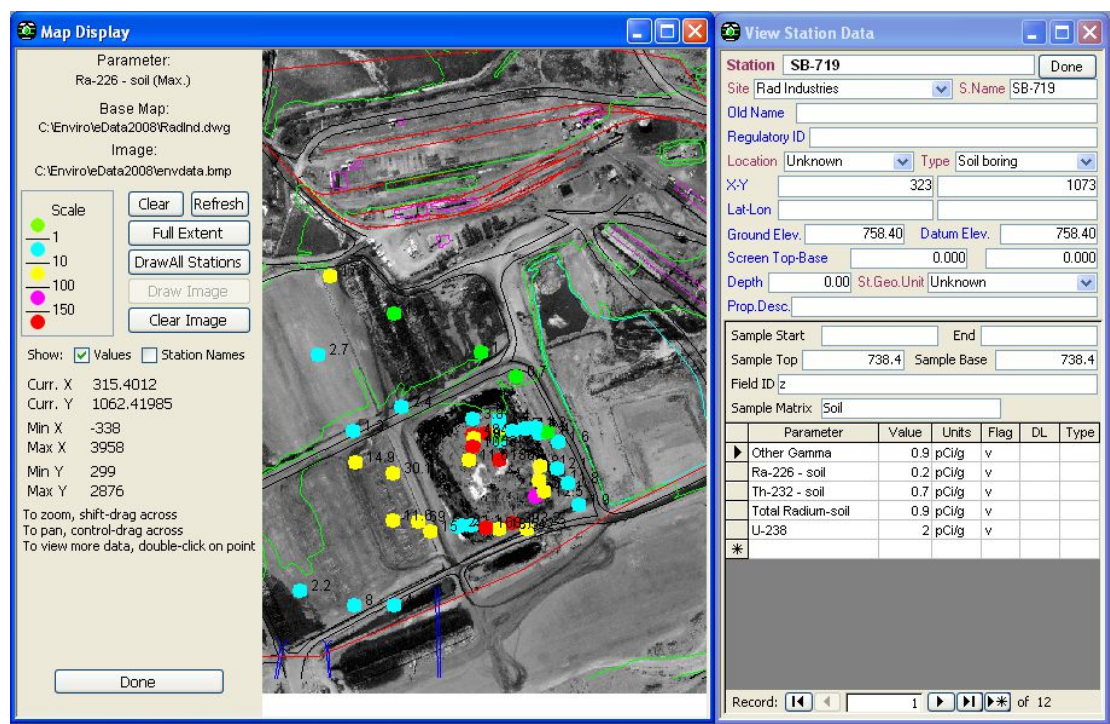 Map Display
Parameter:
Ra-226 - soil (Max.)
Base Map:
C:\Enviro\eData2008\RadInd.dwg
Image:
C:\Enviro\eData2008\envdata.bmp
Scale
1
10
100
150
Clear Refresh
Full Extent
DrawAll Stations
Draw Image
Clear Image
Show: Values Station Names
Curr. X 315.4012
Curr. Y 1062.41985
Min X -338
Max X 3958
Min Y 299
Max Y 2876
To zoom, shift-drag across
To pan, control-drag across
To view more data, double-click on point
Done
2.7
14.9
30.1
2.2
8
View Station Data
Station SB-719 Done
Site Rad Industries S.Name SB-719
Old Name
Regulatory ID
Location Unknown Type Soil boring
X-Y 323 1073
Lat-Lon
Ground Elev. 758.40 Datum Elev. 758.40
Screen Top-Base 0.000 0.000
Depth 0.00 St.Geo.Unit Unknown
Prop.Desc.
Sample Start End
Sample Top 738.4 Sample Base 738.4
Field ID z
Sample Matrix Soil
Parameter Value Units Flag DL Type
Other Gamma 0.9 pCi/g v
Ra-226 - soil 0.2 pCi/g v
Th-232 - soil 0.7 pCi/g v
Total Radium-soil 0.9 pCi/g v
U-238 2 pCi/g v
Record: 1 of 12